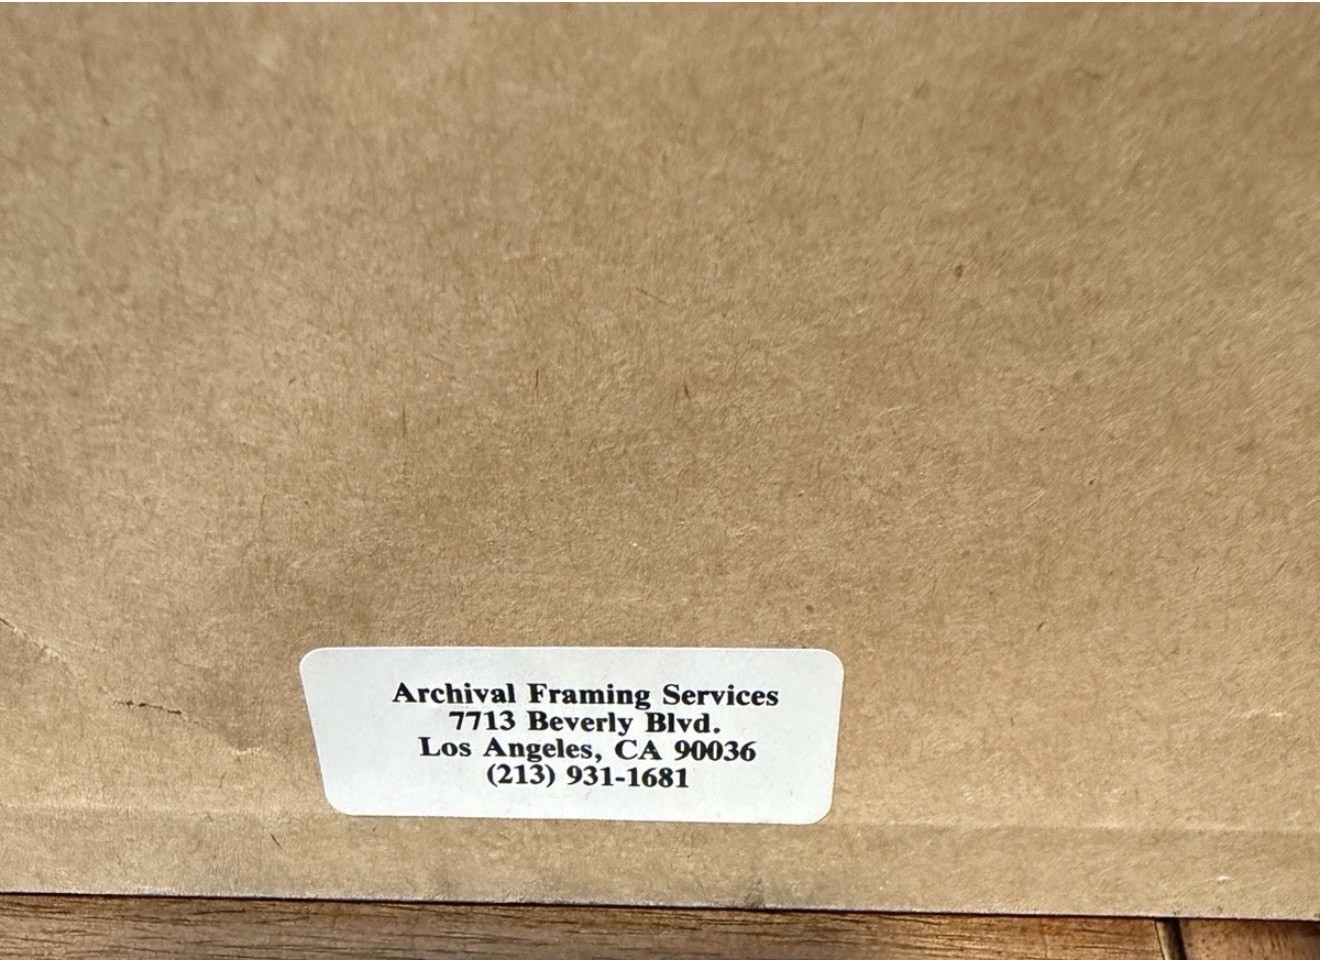 Archival Framing Services
7713 Beverly Blvd.
Los Angeles, CA 90036
(213) 931-1681